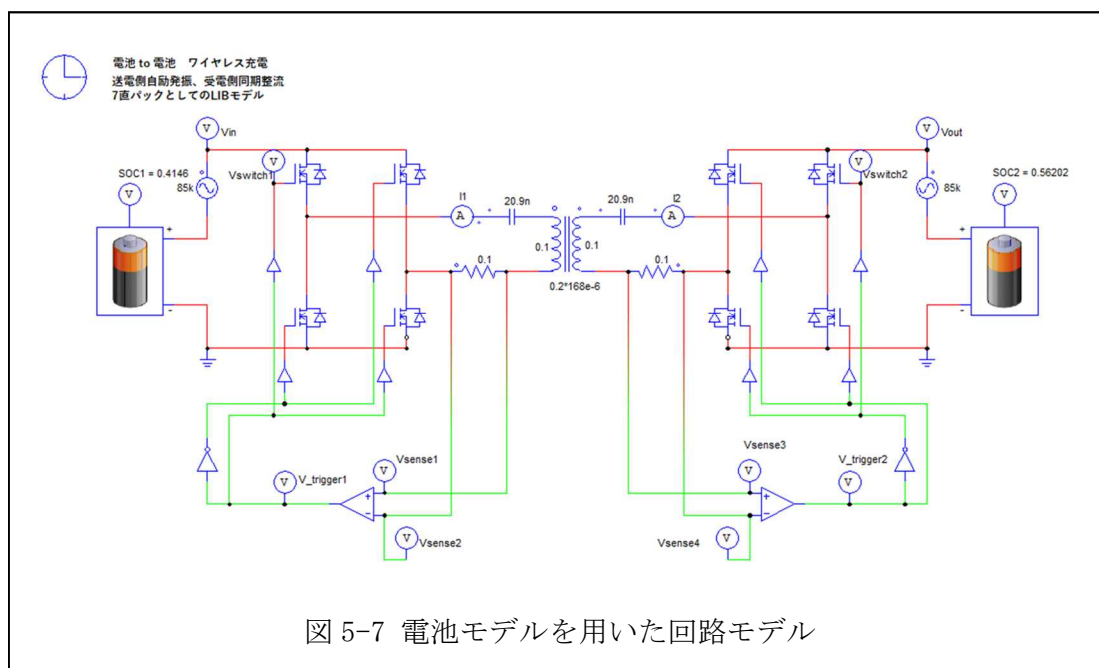 電池 to 電池　ワイヤレス充電
送電側自励発振、受電側同期整流
7直パックとしてのLIBモデル
V
Vin
V
Vout
V
Vswitch1
V
Vswitch2
SOC1 = 0.4146
V
85k
SOC2 = 0.56202
V
85k
I1
A
20.9n
20.9n
I2
A
0.1
0.1
0.1
0.1
0.2*168e-6
+
-
+
-
Vsense1
V
V_trigger1
V
+
-
V
Vsense2
Vsense3
V
V_trigger2
V
+
-
Vsense4
V
図 5-7 電池モデルを用いた回路モデル